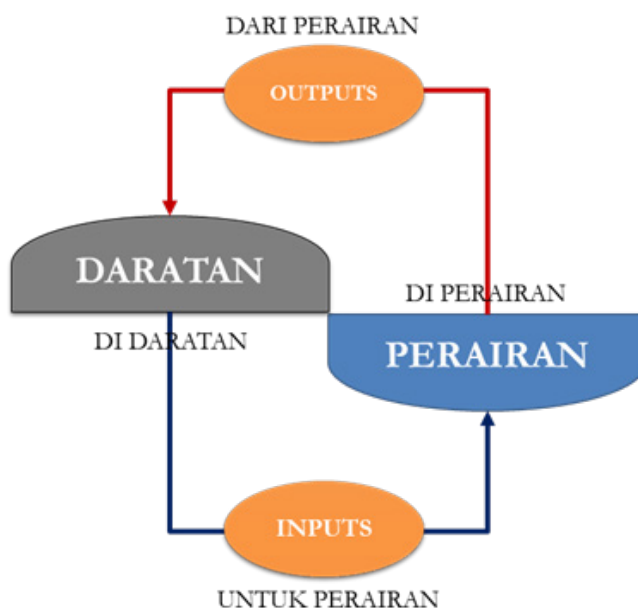 DARI PERAIRAN
OUTPUTS
DARATAN
DI PERAIRAN
DI DARATAN
PERAIRAN
INPUTS
UNTUK PERAIRAN